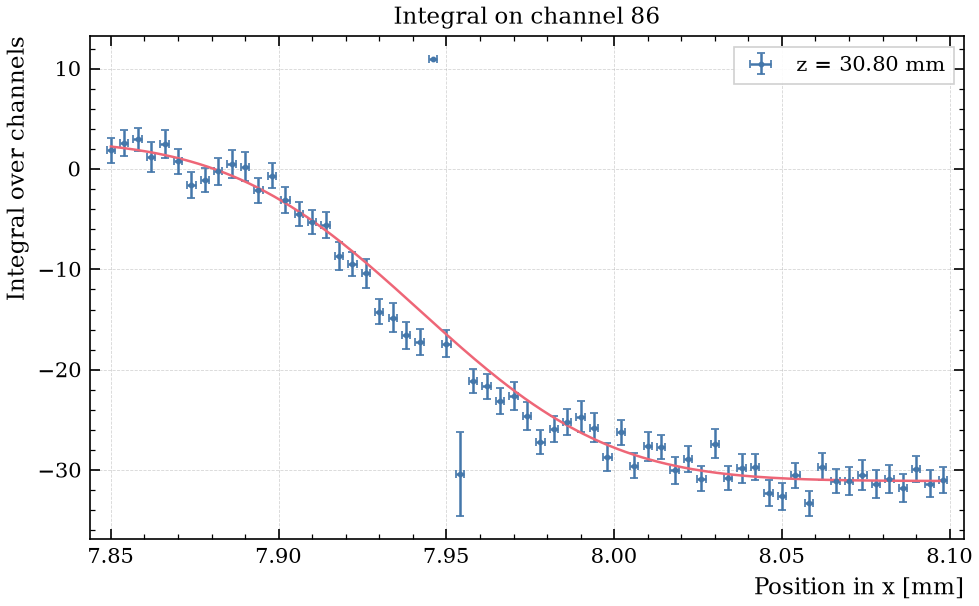 Integral on channel 86
Integral over channels
z = 30.80 mm
10
0
−10
−20
−30
7.85 7.90 7.95 8.00 8.05 8.10
Position in x [mm]